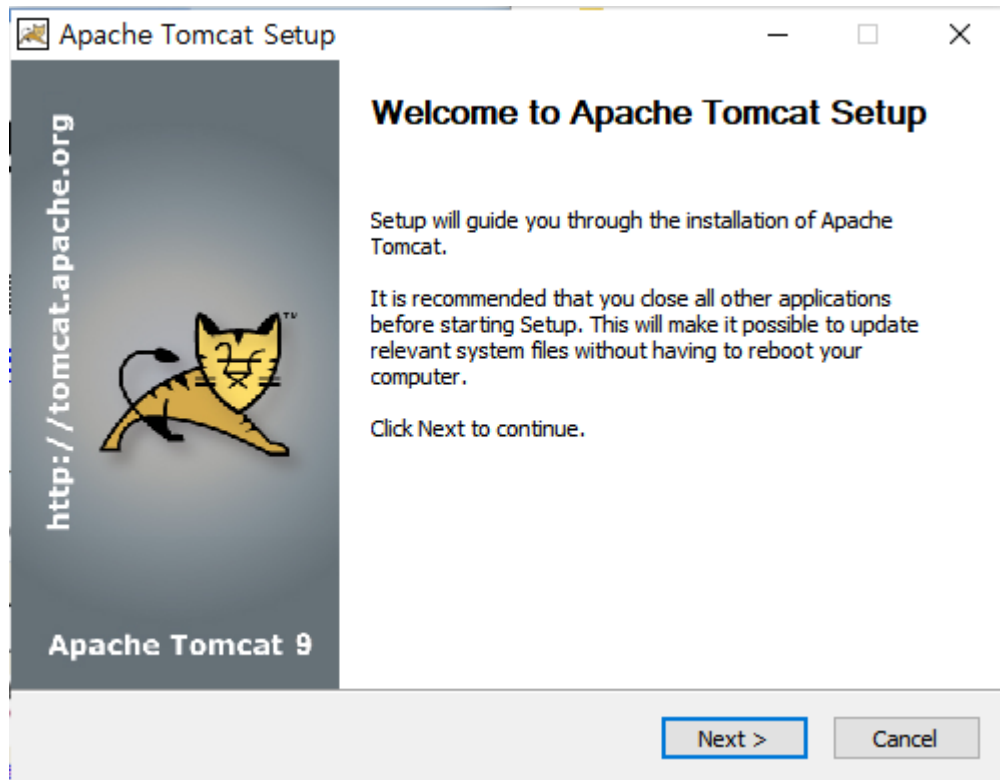 Apache Tomcat Setup
http://tomcat.apache.org
Apache Tomcat 9
Welcome to Apache Tomcat Setup
Setup will guide you through the installation of Apache
Tomcat.
It is recommended that you close all other applications
before starting Setup. This will make it possible to update
relevant system files without having to reboot your
computer.
Click Next to continue.
TM
Next >
Cancel